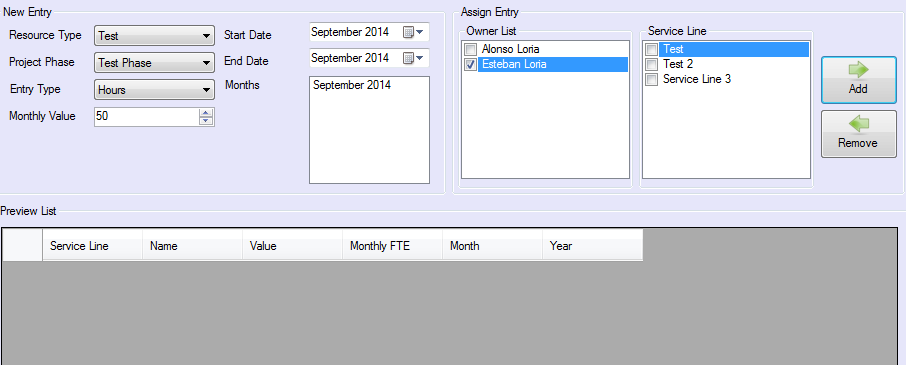 New Entry
Resource Type
Test
Project Phase
Test Phase
Entry Type
Hours
Monthly Value
50
Start Date
September 2014
End Date
September 2014
Months
September 2014
Assign Entry
Owner List
Alonso Loria
Esteban Loria
Service Line
Test
Test 2
Service Line 3
Add
Remove
Preview List
Service Line Name Value Monthly FTE Month Year